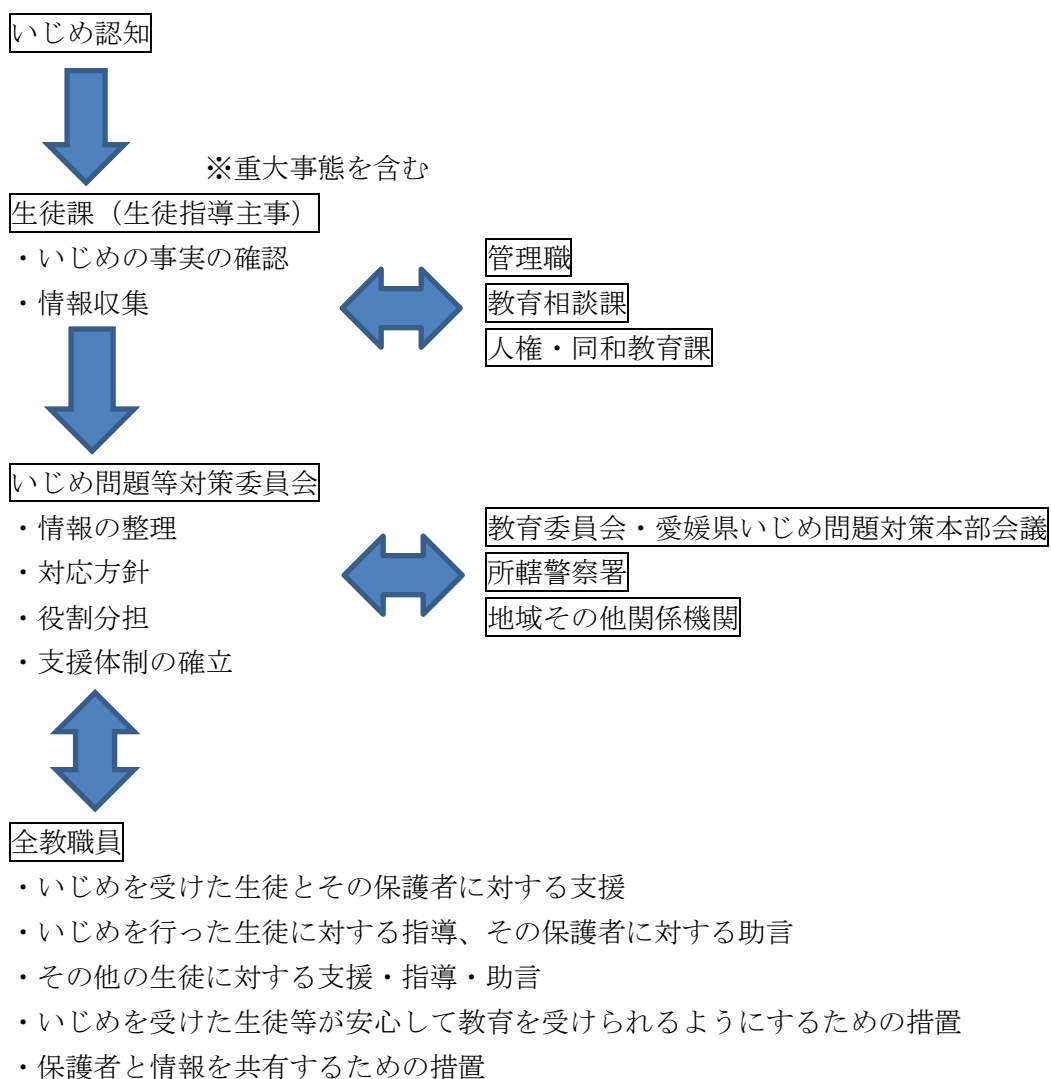 いじめ認知
※重大事態を含む
生徒課（生徒指導主事）
・いじめの事実の確認
・情報収集
管理職
教育相談課
人権・同和教育課
いじめ問題等対策委員会
・情報の整理
・対応方針
・役割分担
・支援体制の確立
教育委員会・愛媛県いじめ問題対策本部会議
所轄警察署
地域その他関係機関
全教職員
・いじめを受けた生徒とその保護者に対する支援
・いじめを行った生徒に対する指導、その保護者に対する助言
・その他の生徒に対する支援・指導・助言
・いじめを受けた生徒等が安心して教育を受けられるようにするための措置
・保護者と情報を共有するための措置